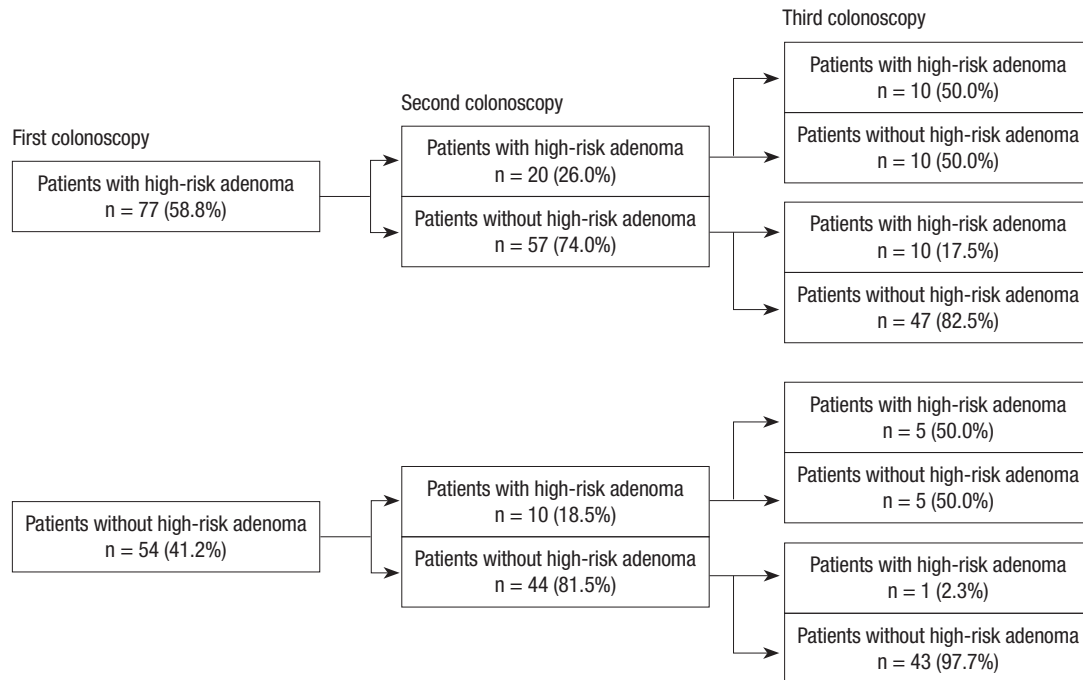 First colonoscopy
Patients with high-risk adenoma
n = 77 (58.8%)
Patients without high-risk adenoma
n = 54 (41.2%)
Second colonoscopy
Patients with high-risk adenoma
n = 20 (26.0%)
Patients without high-risk adenoma
n = 57 (74.0%)
Patients with high-risk adenoma
n = 10 (18.5%)
Patients without high-risk adenoma
n = 44 (81.5%)
Third colonoscopy
Patients with high-risk adenoma
n = 10 (50.0%)
Patients without high-risk adenoma
n = 10 (50.0%)
Patients with high-risk adenoma
n = 10 (17.5%)
Patients without high-risk adenoma
n = 47 (82.5%)
Patients with high-risk adenoma
n = 5 (50.0%)
Patients without high-risk adenoma
n = 5 (50.0%)
Patients with high-risk adenoma
n = 1 (2.3%)
Patients without high-risk adenoma
n = 43 (97.7%)